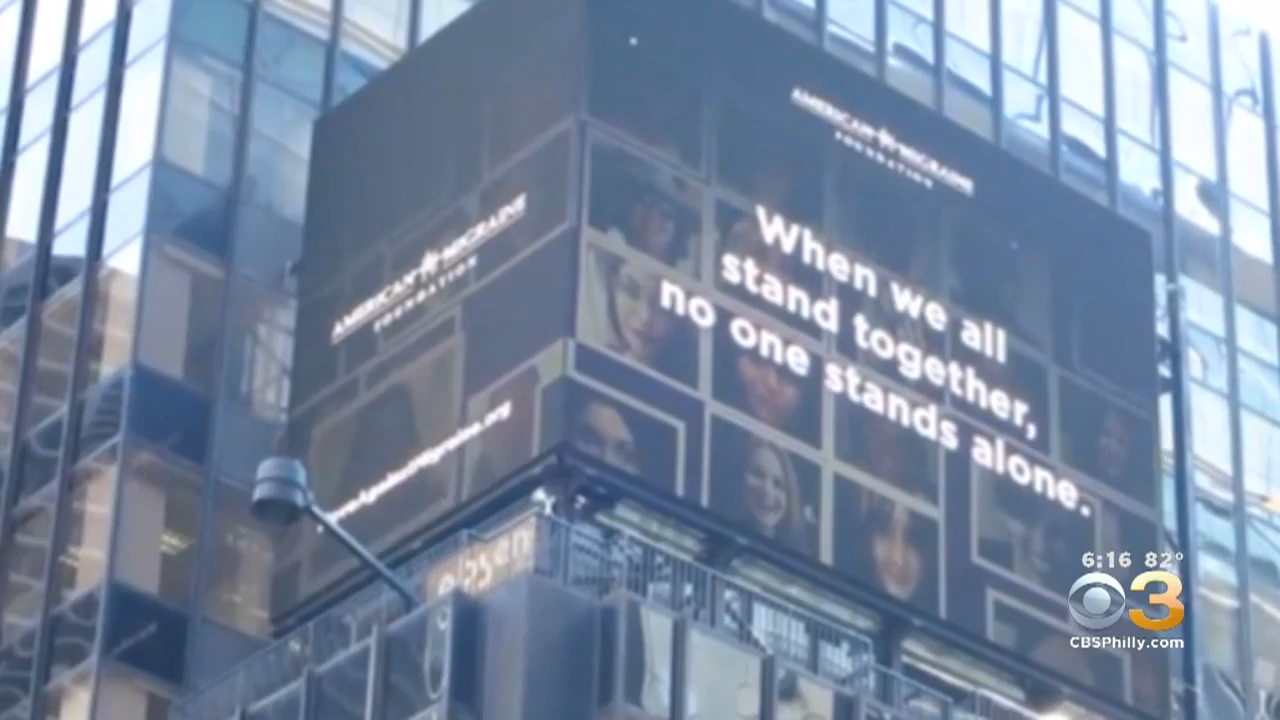 AMERICAN MIGRAINE
FOUNDATION
AMERICAN MIGRAINE
FOUNDATION
When we all
stand together,
no one stands alone.
6:16 82°
3
CBSPhilly.com